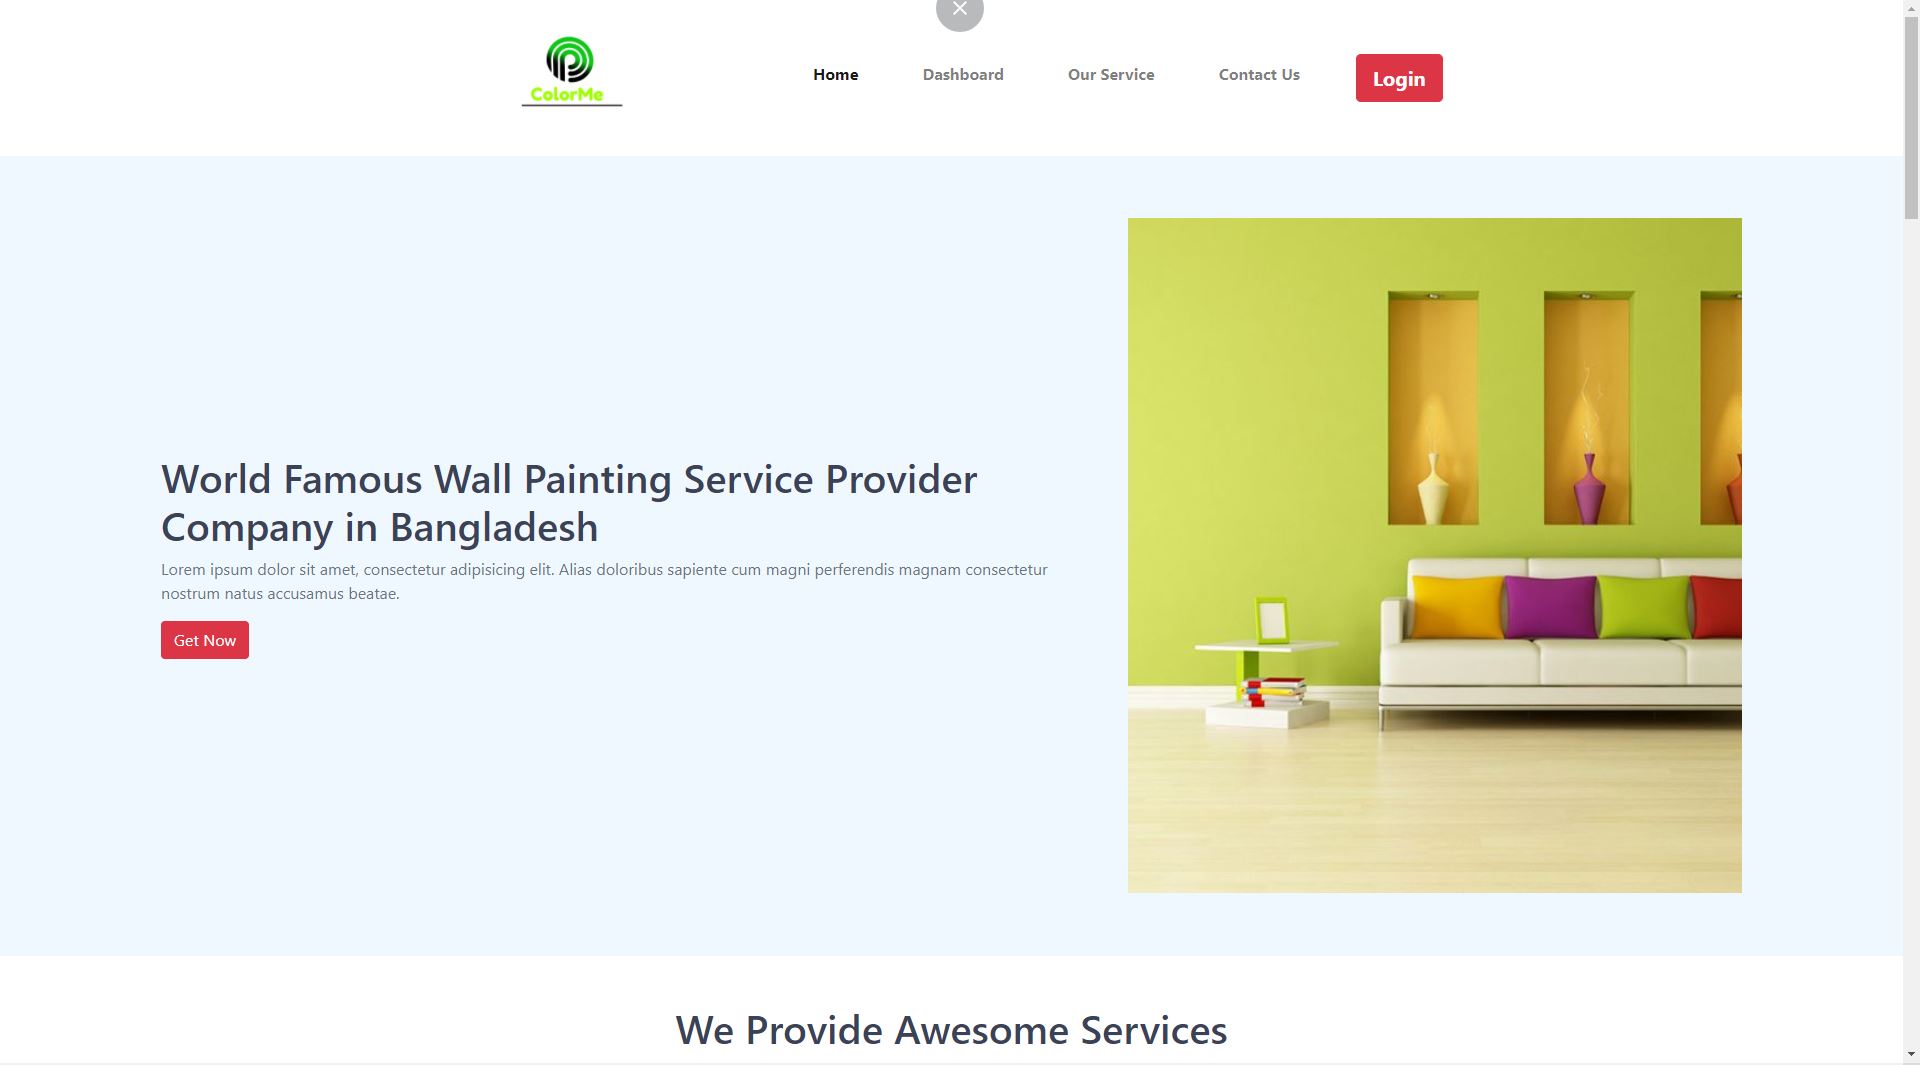 ColorMe
Home
Dashboard
Our Service
Contact Us
Login
World Famous Wall Painting Service Provider
Company in Bangladesh
Lorem ipsum dolor sit amet, consectetur adipisicing elit. Alias doloribus sapiente cum magni perferendis magnam consectetur
nostrum natus accusamus beatae.
Get Now
We Provide Awesome Services